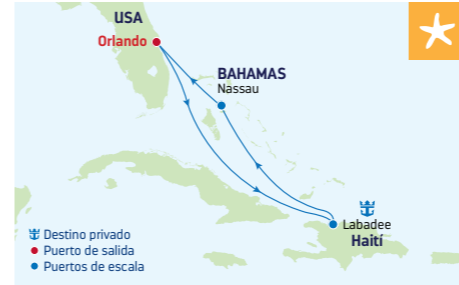 USA
Orlando
BAHAMAS
Nassau
Labadee
Haití
Destino privado
Puerto de salida
Puertos de escala